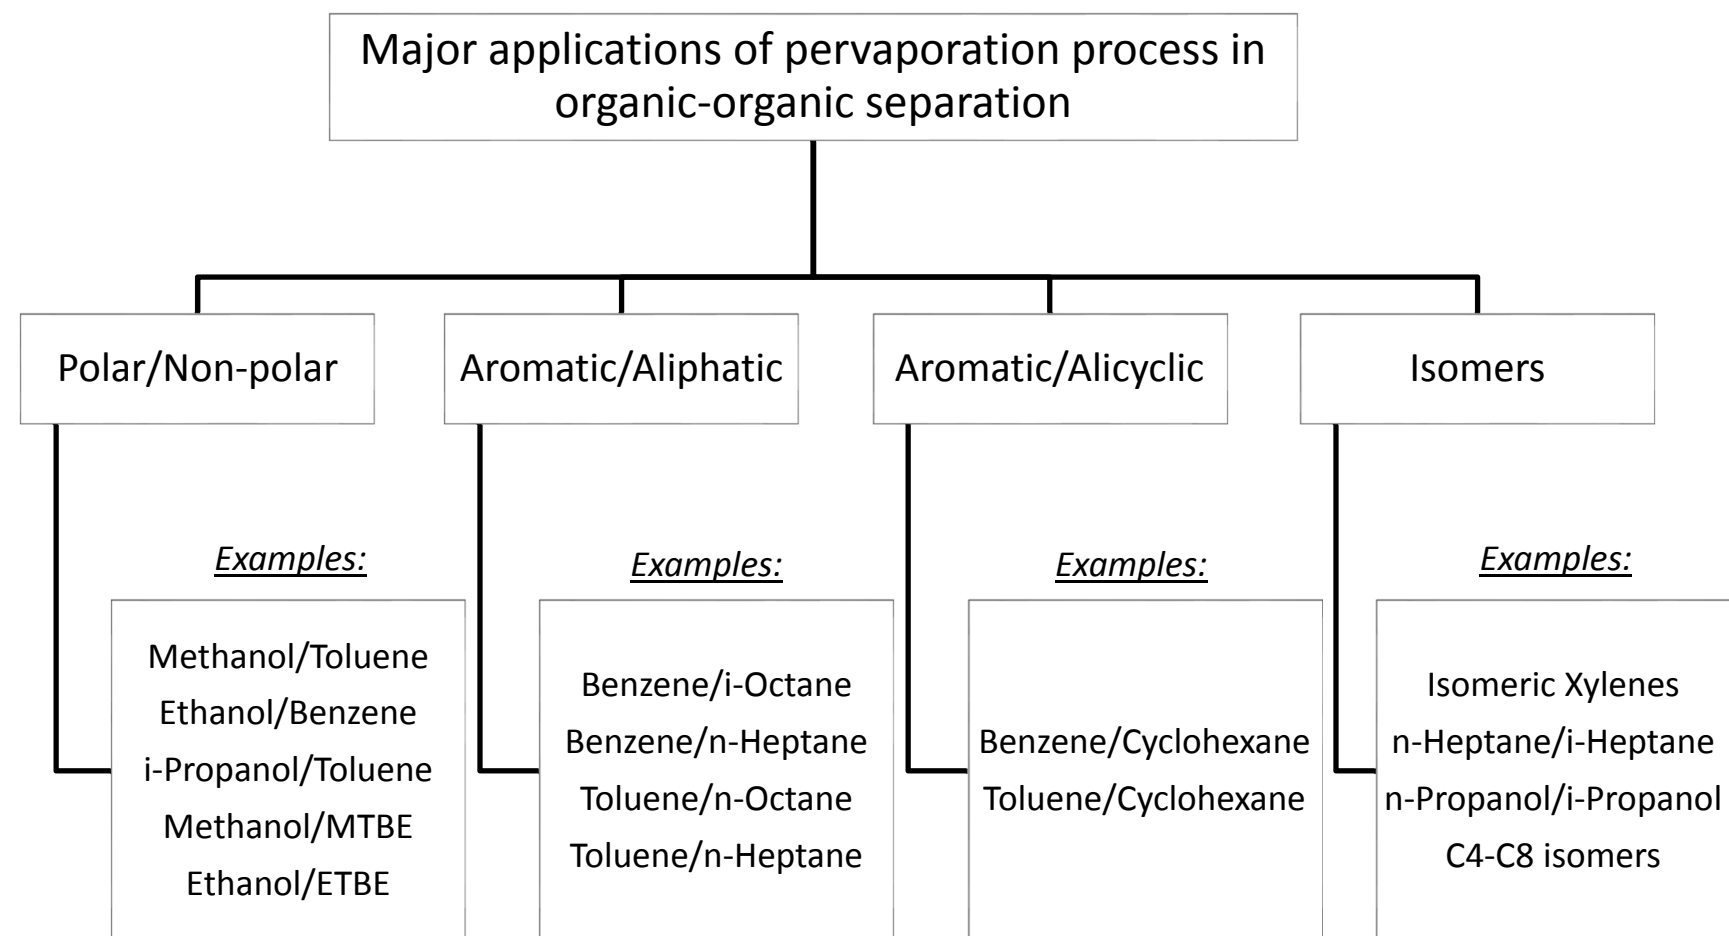 Major applications of pervaporation process in
organic-organic separation
Polar/Non-polar
Aromatic/Aliphatic
Aromatic/Alicyclic
Isomers
Examples:
Methanol/Toluene
Ethanol/Benzene
i-Propanol/Toluene
Methanol/MTBE
Ethanol/ETBE
Examples:
Benzene/i-Octane
Benzene/n-Heptane
Toluene/n-Octane
Toluene/n-Heptane
Examples:
Benzene/Cyclohexane
Toluene/Cyclohexane
Examples:
Isomeric Xylenes
n-Heptane/i-Heptane
n-Propanol/i-Propanol
C4-C8 isomers